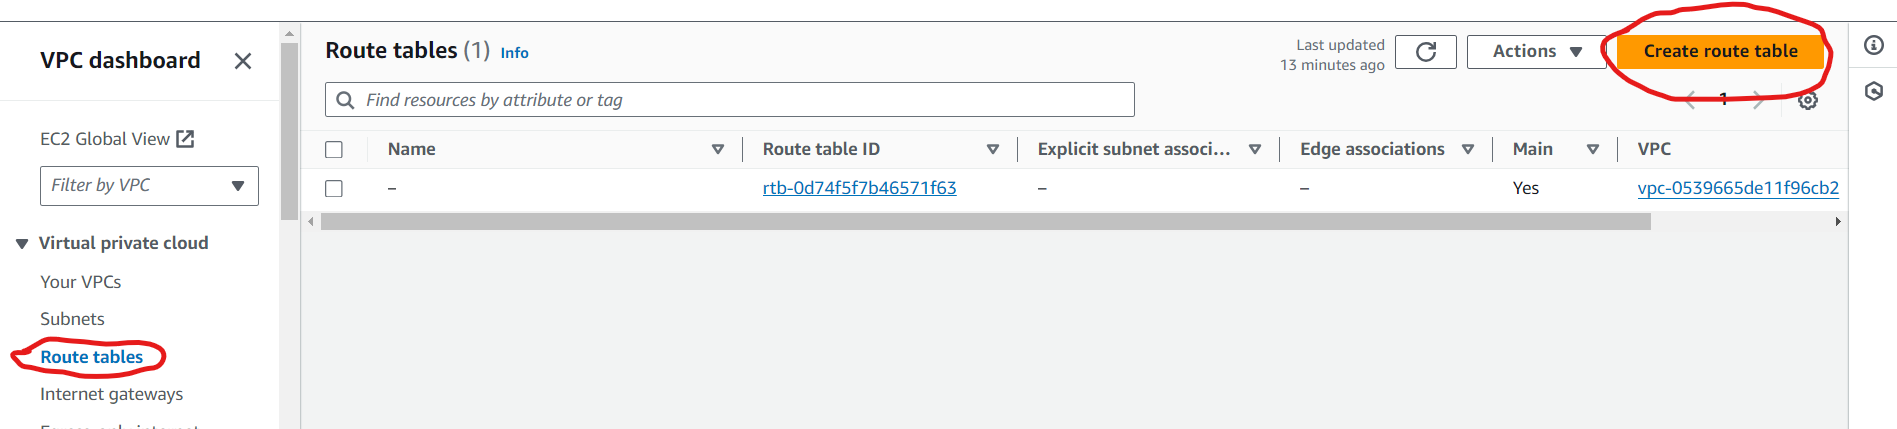 VPC dashboard
EC2 Global View
Filter by VPC
Virtual private cloud
Your VPCs
Subnets
Route tables
Internet gateways
Route tables (1) Info
Last updated
13 minutes ago
Actions
Create route table
Find resources by attribute or tag
1
Name Route table ID Explicit subnet associ... Edge associations Main VPC
– rtb-0d74f5f7b46571f63 – – Yes vpc-0539665de11f96cb2